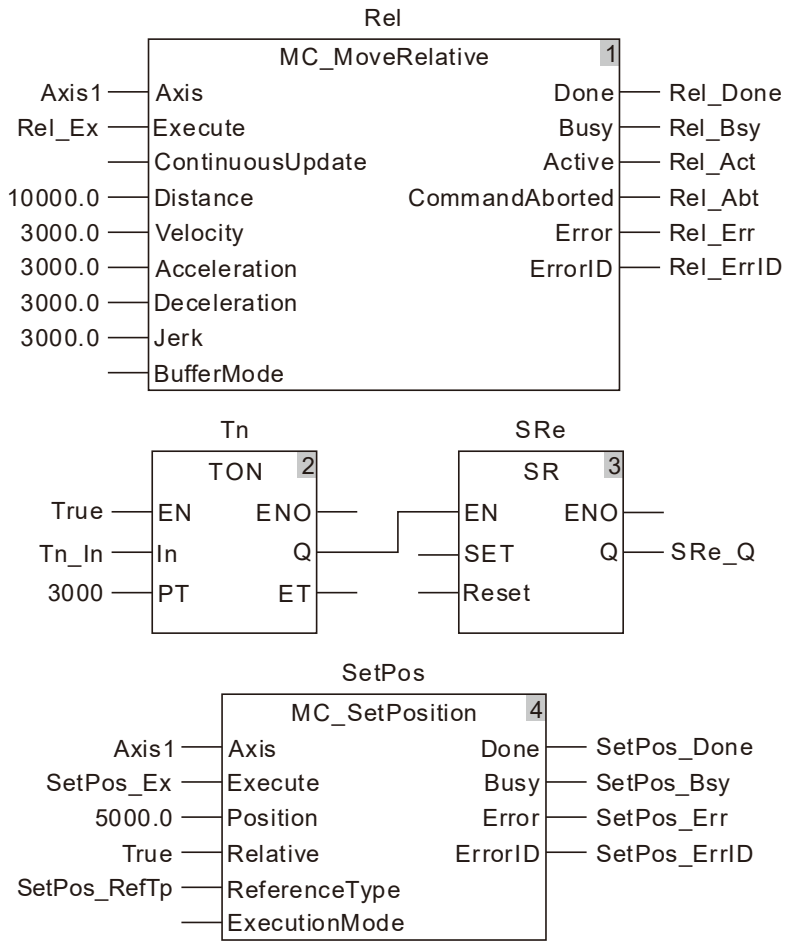 Rel
MC_MoveRelative 1
Axis1 Axis Done Rel_Done
Rel_Ex Execute Busy Rel_Bsy
ContinuousUpdate Active Rel_Act
10000.0 Distance CommandAborted Rel_Abt
3000.0 Velocity Error Rel_Err
3000.0 Acceleration ErrorID Rel_ErrID
3000.0 Deceleration
3000.0 Jerk
BufferMode
Tn SRe
TON 2 SR 3
True EN ENO EN ENO
Tn_In In Q SET Q SRe_Q
3000 PT ET Reset
SetPos
MC_SetPosition 4
Axis1 Axis Done SetPos_Done
SetPos_Ex Execute Busy SetPos_Bsy
5000.0 Position Error SetPos_Err
True Relative ErrorID SetPos_ErrID
SetPos_RefTp ReferenceType
ExecutionMode